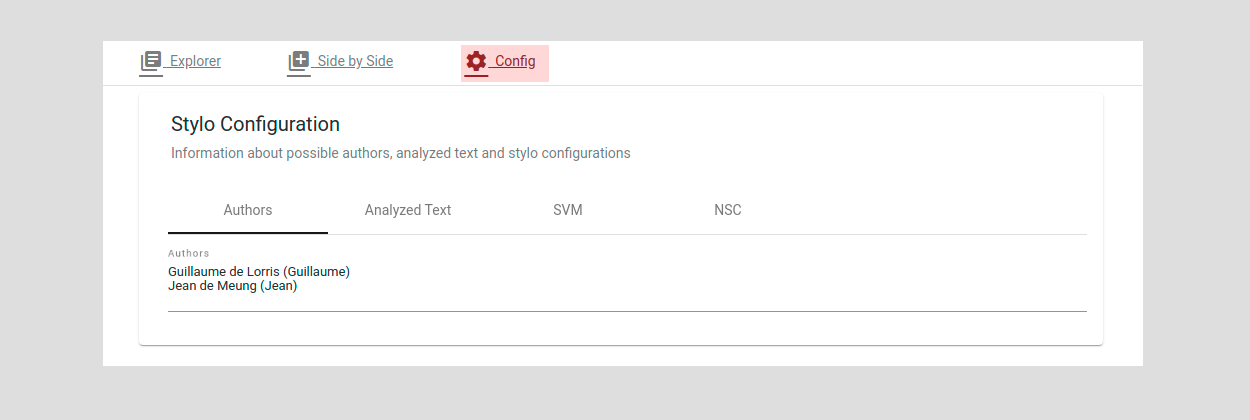 Explorer Side by Side Config
Stylo Configuration
Information about possible authors, analyzed text and stylo configurations
Authors Analyzed Text SVM NSC
Authors
Guillaume de Lorris (Guillaume)
Jean de Meung (Jean)